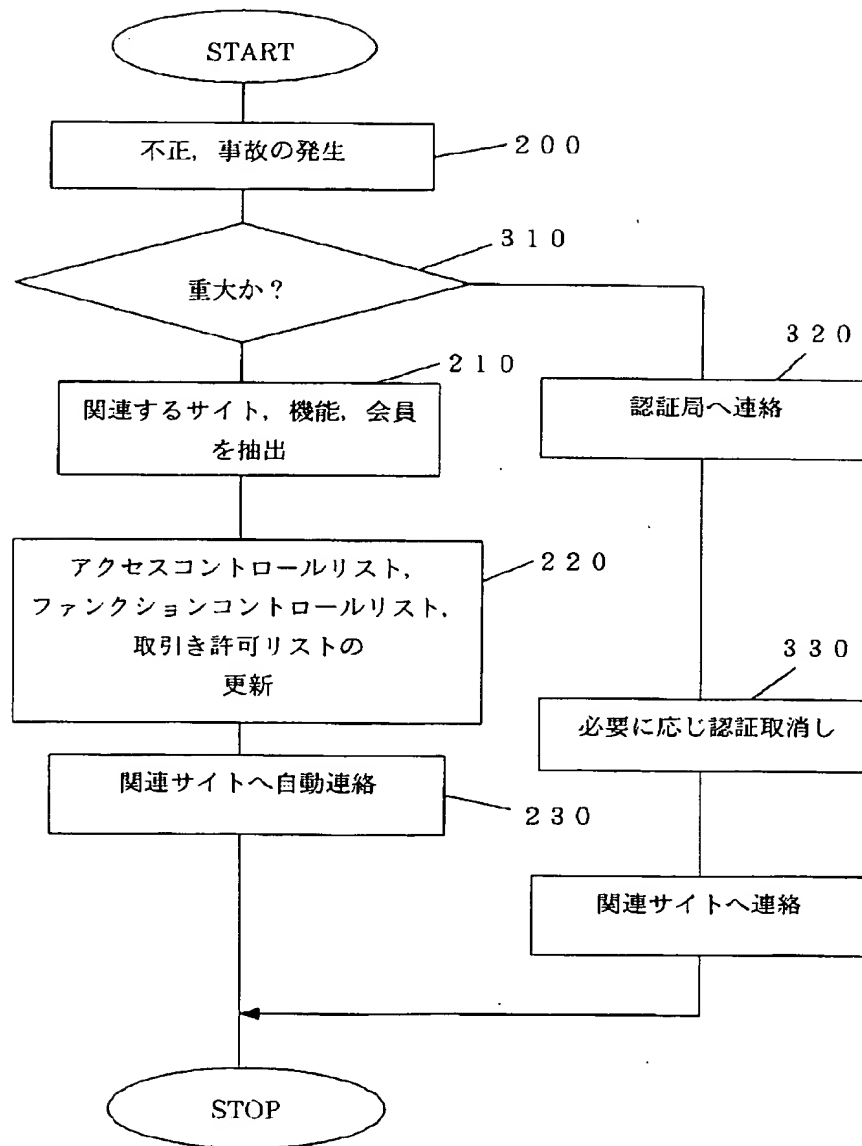 START
不正，事故の発生
２００
３１０
重大か？
３２０
２１０
関連するサイト，機能，会員
を抽出
認証局へ連絡
アクセスコントロールリスト，
ファンクションコントロールリスト，
取引き許可リストの
更新
２２０
３３０
必要に応じ認証取消し
関連サイトへ自動連絡
２３０
関連サイトへ連絡
STOP